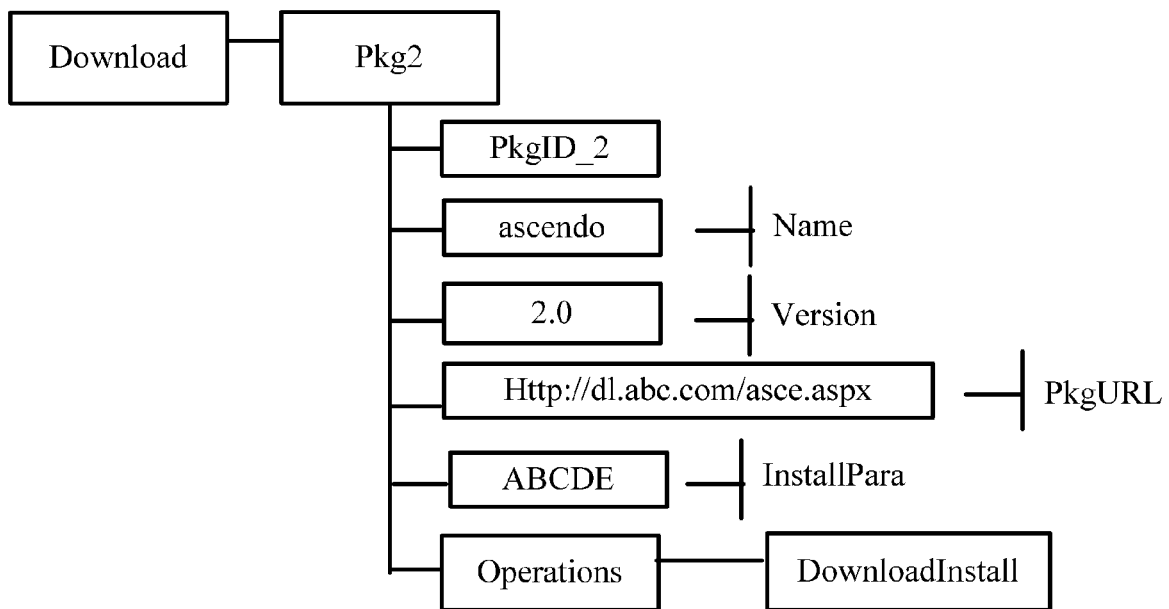 Download
Pkg2
PkgID_2
ascendo
Name
2.0
Version
Http://dl.abc.com/asce.aspx
PkgURL
ABCDE
InstallPara
Operations
DownloadInstall